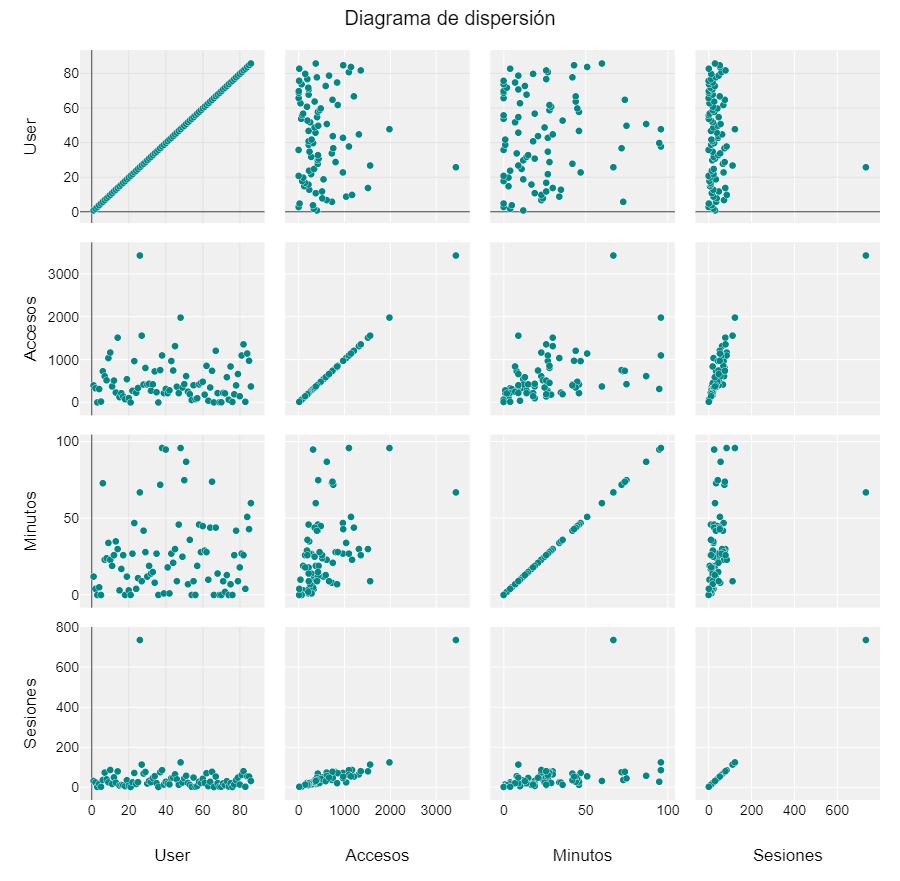 Diagrama de dispersión
User
80
60
40
20
0
Accesos
3000
2000
1000
0
Minutos
100
50
0
Sesiones
800
600
400
200
0
0 20 40 60 80
0 1000 2000 3000
0 50 100
0 200 400 600
User Accesos Minutos Sesiones